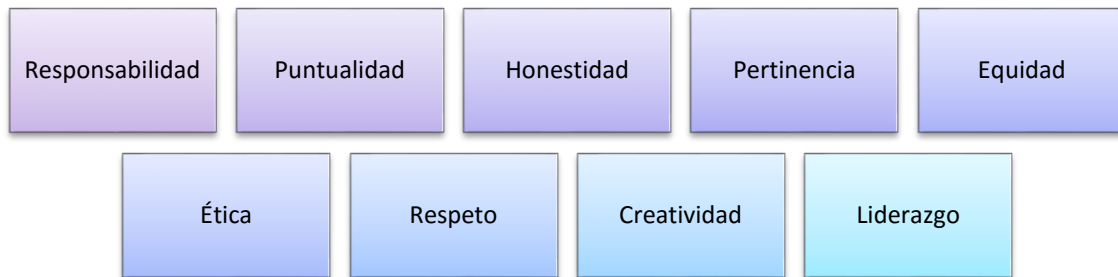 Responsabilidad
Puntualidad
Honestidad
Pertinencia
Equidad
Ética
Respeto
Creatividad
Liderazgo